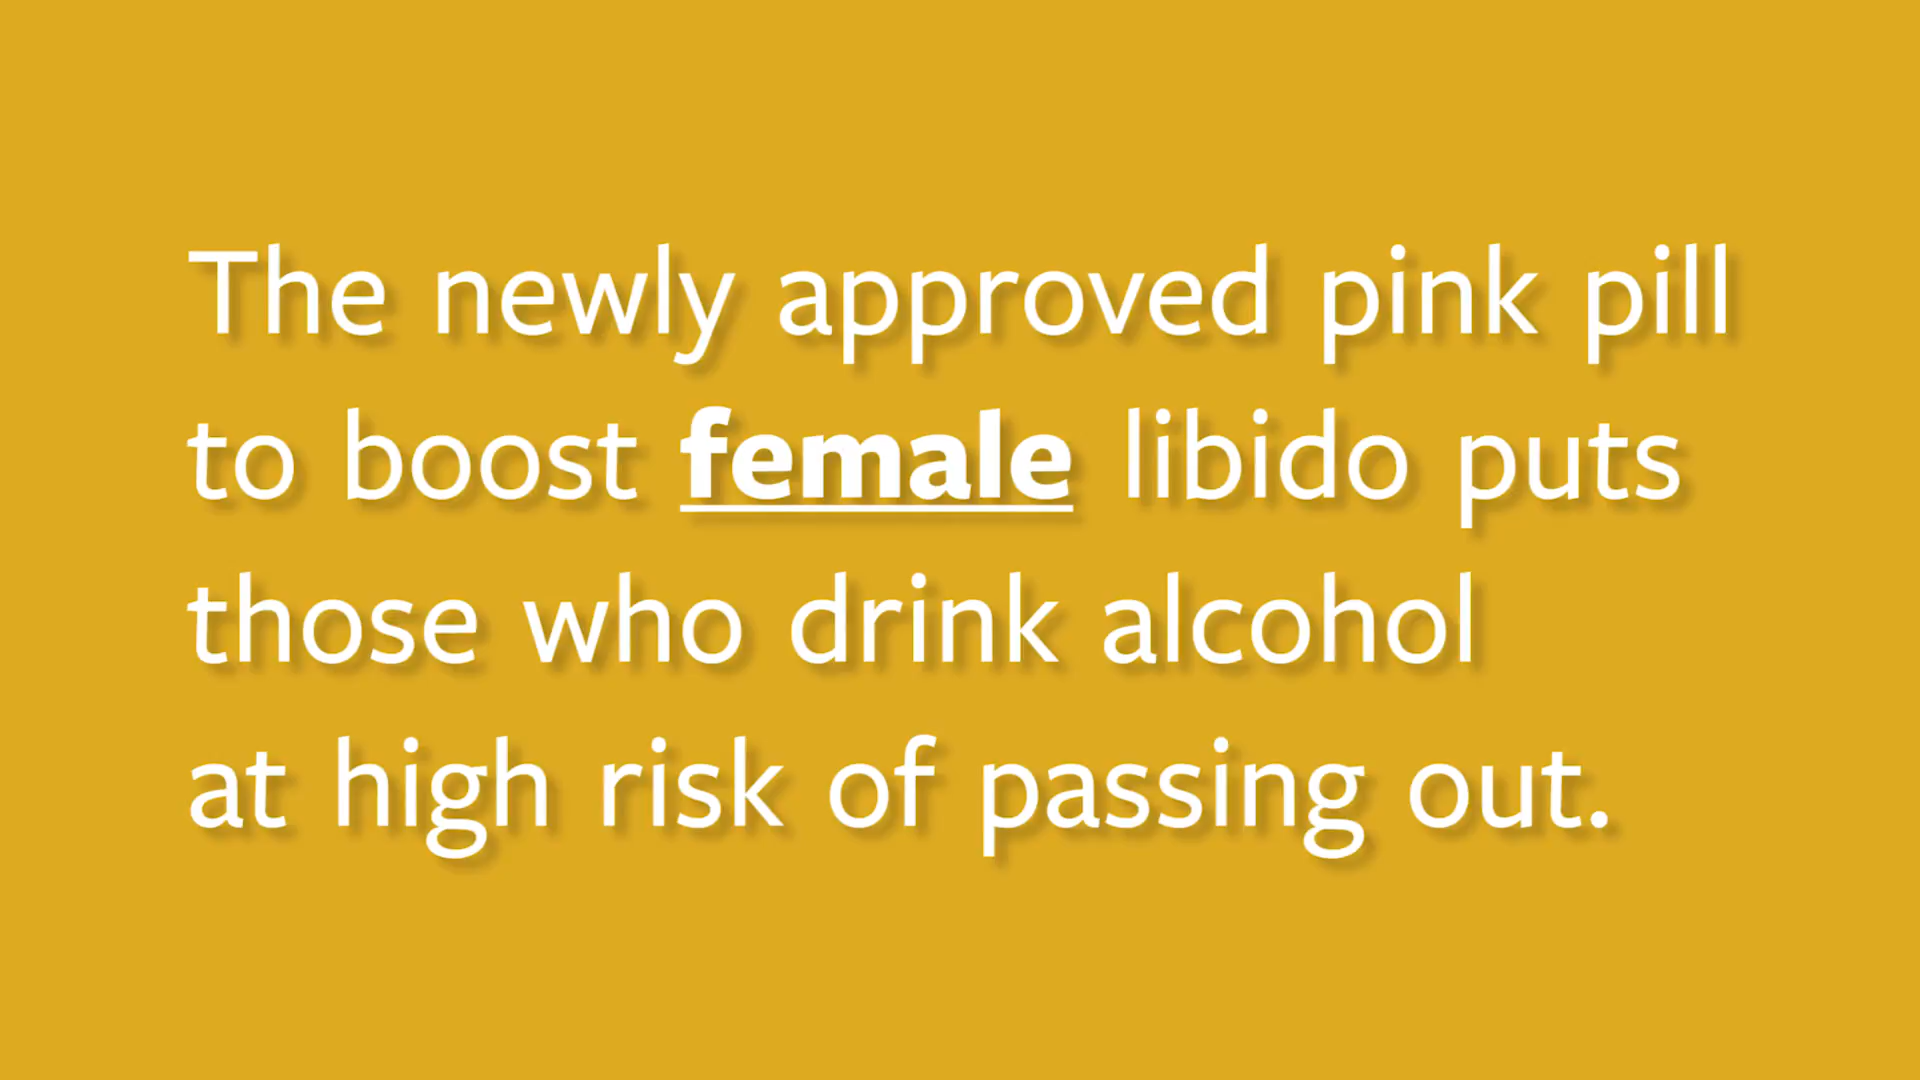 The newly approved pink pill
to boost female libido puts
those who drink alcohol
at high risk of passing out.